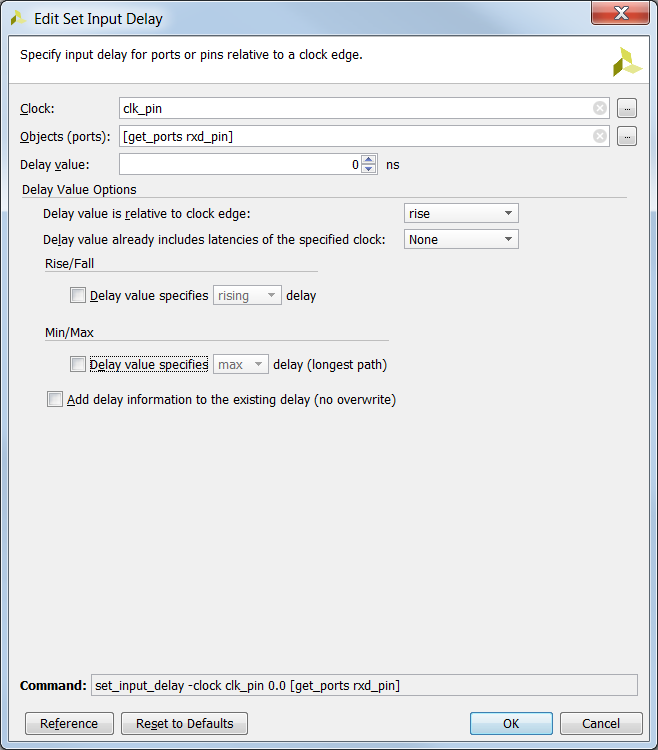 Edit Set Input Delay
Specify input delay for ports or pins relative to a clock edge.
Clock: clk_pin ...
Objects (ports): [get_ports rxd_pin] ...
Delay value: 0 ns
Delay Value Options
Delay value is relative to clock edge: rise
Delay value already includes latencies of the specified clock: None
Rise/Fall
Delay value specifies rising delay
Min/Max
Delay value specifies max delay (longest path)
Add delay information to the existing delay (no overwrite)
Command: set_input_delay -clock clk_pin 0.0 [get_ports rxd_pin]
Reference Reset to Defaults OK Cancel